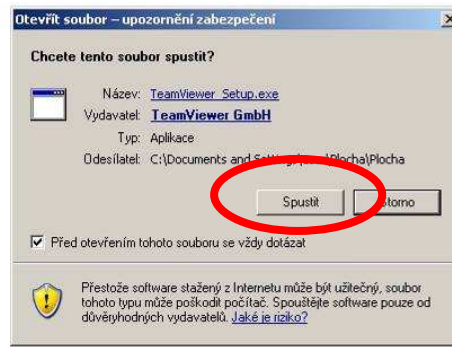 Otevřít soubor – upozornění zabezpečení
Chcete tento soubor spustit?
Název: TeamViewer_Setup.exe
Vydavatel: TeamViewer GmbH
Typ: Aplikace
Odesílatel: C:\Documents and \Plocha\Plocha
Spustit
Storno
Před otevřením tohoto souboru se vždy dotázat
Přestože software stažený z Internetu může být užitečný, soubor
tohoto typu může poškodit počítač. Spouštějte software pouze od
důvěryhodných vydavatelů. Jaké je riziko?